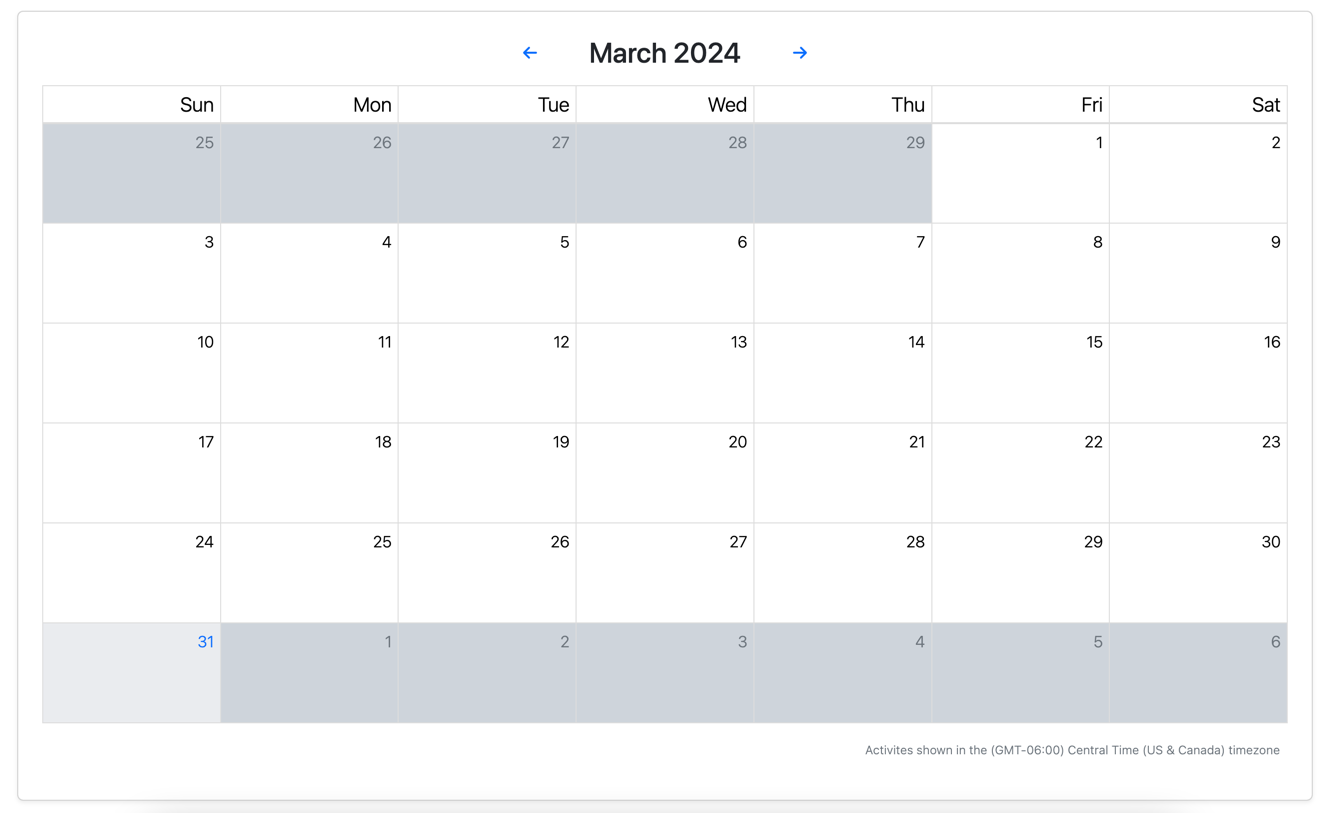 ← March 2024 →
Sun Mon Tue Wed Thu Fri Sat
25 26 27 28 29 1 2
3 4 5 6 7 8 9
10 11 12 13 14 15 16
17 18 19 20 21 22 23
24 25 26 27 28 29 30
31 1 2 3 4 5 6
Activites shown in the (GMT-06:00) Central Time (US & Canada) timezone